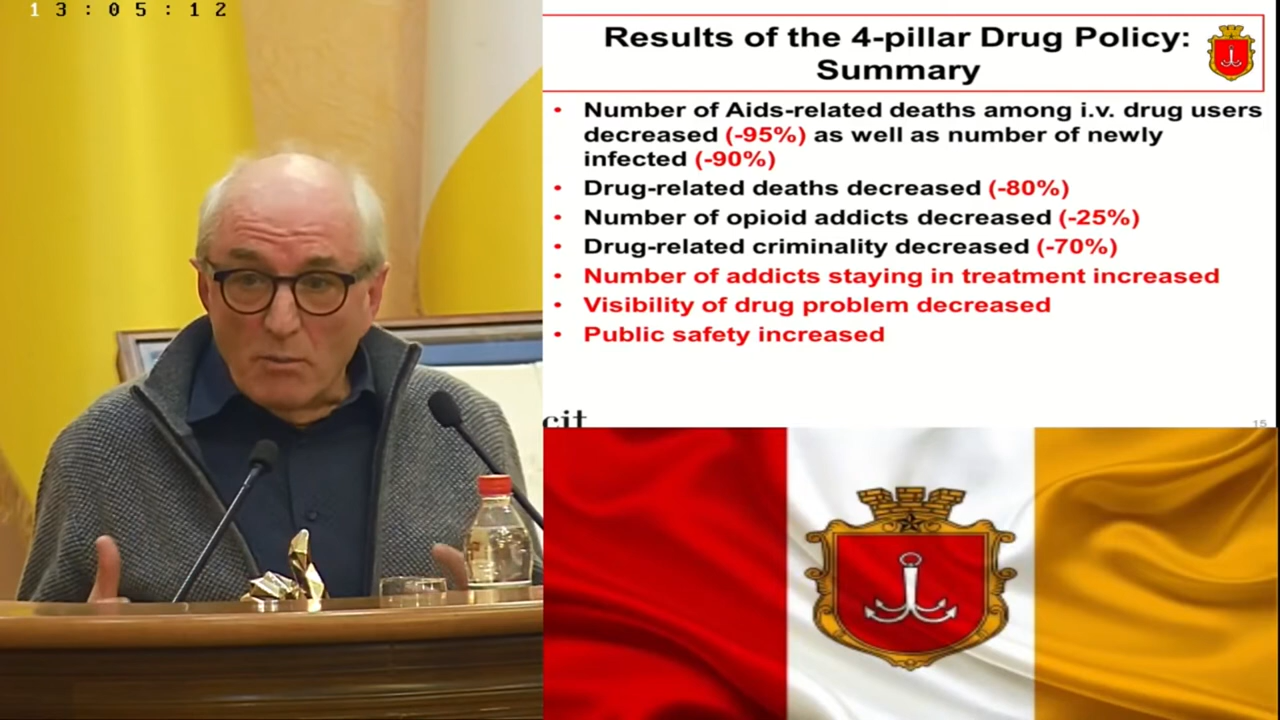 13:05:12
Results of the 4-pillar Drug Policy:
Summary
• Number of Aids-related deaths among i.v. drug users
decreased (-95%) as well as number of newly
infected (-90%)
• Drug-related deaths decreased (-80%)
• Number of opioid addicts decreased (-25%)
• Drug-related criminality decreased (-70%)
• Number of addicts staying in treatment increased
• Visibility of drug problem decreased
• Public safety increased
cit
15